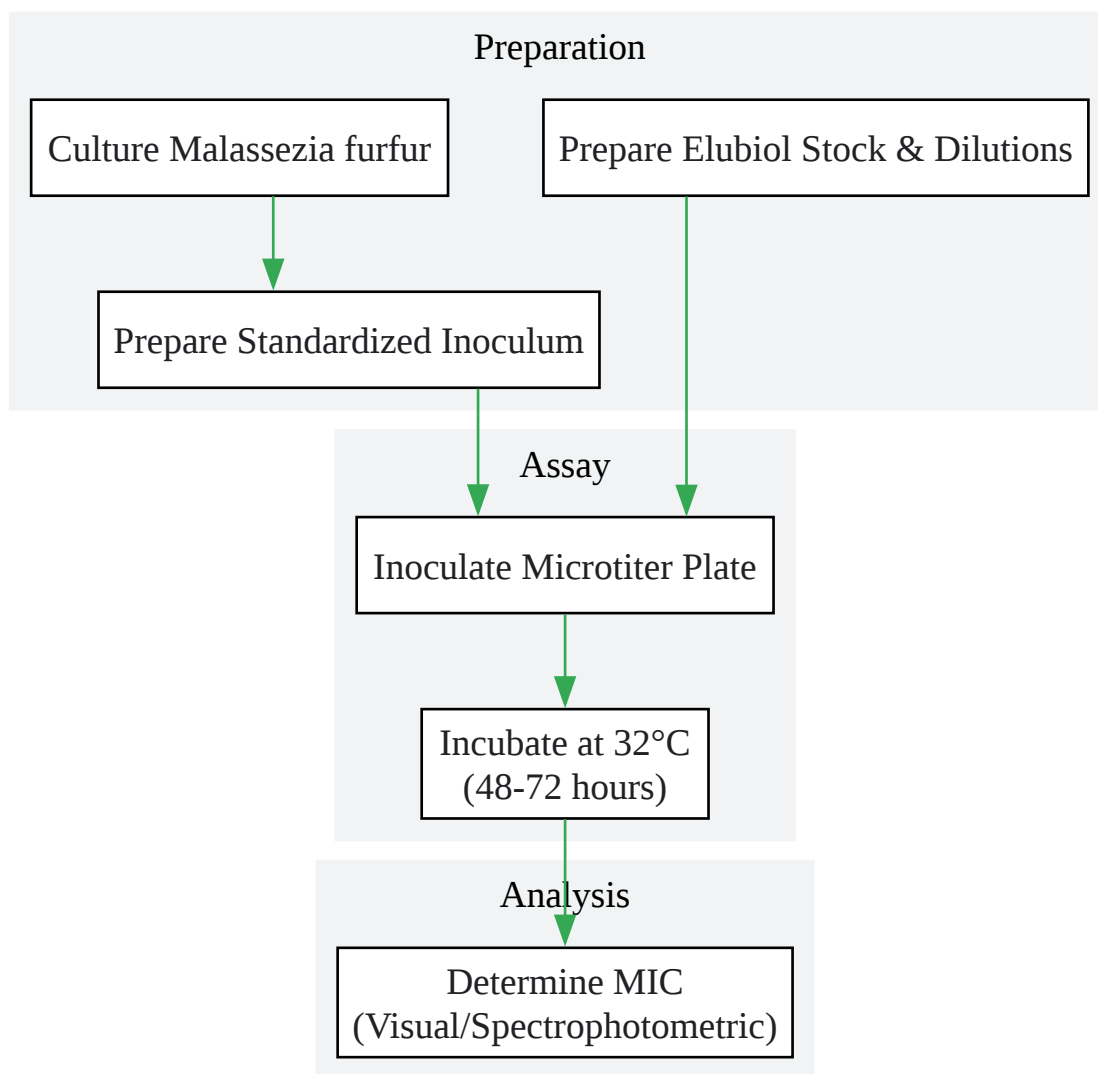 Preparation
Culture Malassezia furfur
Prepare Elubiol Stock & Dilutions
Prepare Standardized Inoculum
Assay
Inoculate Microtiter Plate
Incubate at 32°C
(48-72 hours)
Analysis
Determine MIC
(Visual/Spectrophotometric)